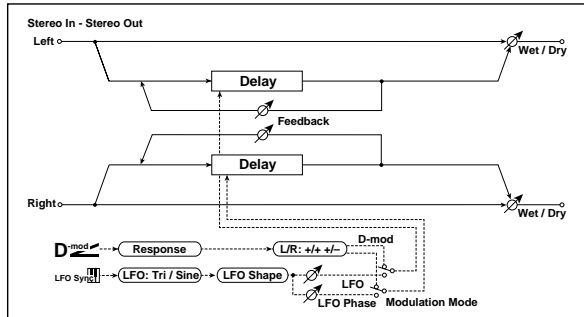 Stereo In - Stereo Out
Left
Wet / Dry
Delay
Feedback
Delay
Right
Wet / Dry
D-mod
Response
L/R: +/+ +/–
D-mod
LFO Sync
LFO: Tri / Sine
LFO Shape
LFO
LFO Phase
Modulation Mode